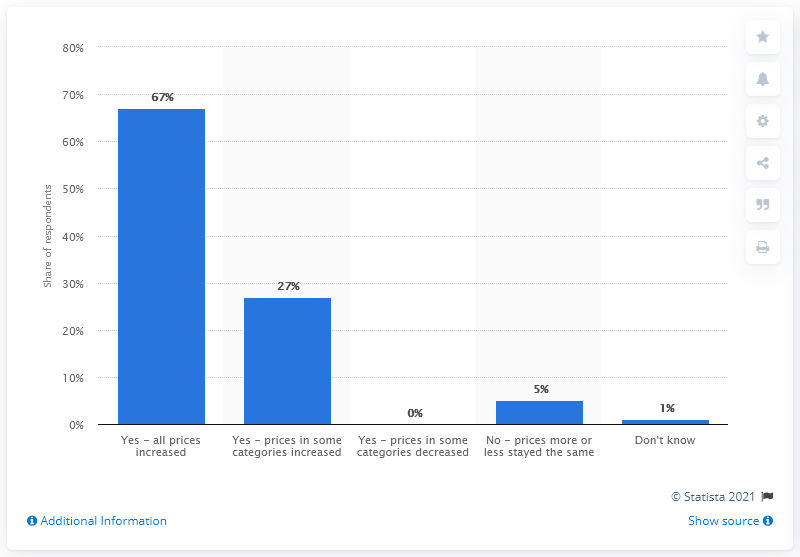 80%
70%
60%
50%
40%
30%
20%
10%
0%
Share of respondents
67%
27%
0%
5%
1%
Yes – all prices
increased
Yes – prices in some
categories increased
Yes – prices in some
categories decreased
No – prices more or
less stayed the same
Don't know
© Statista 2021
Additional Information
Show source